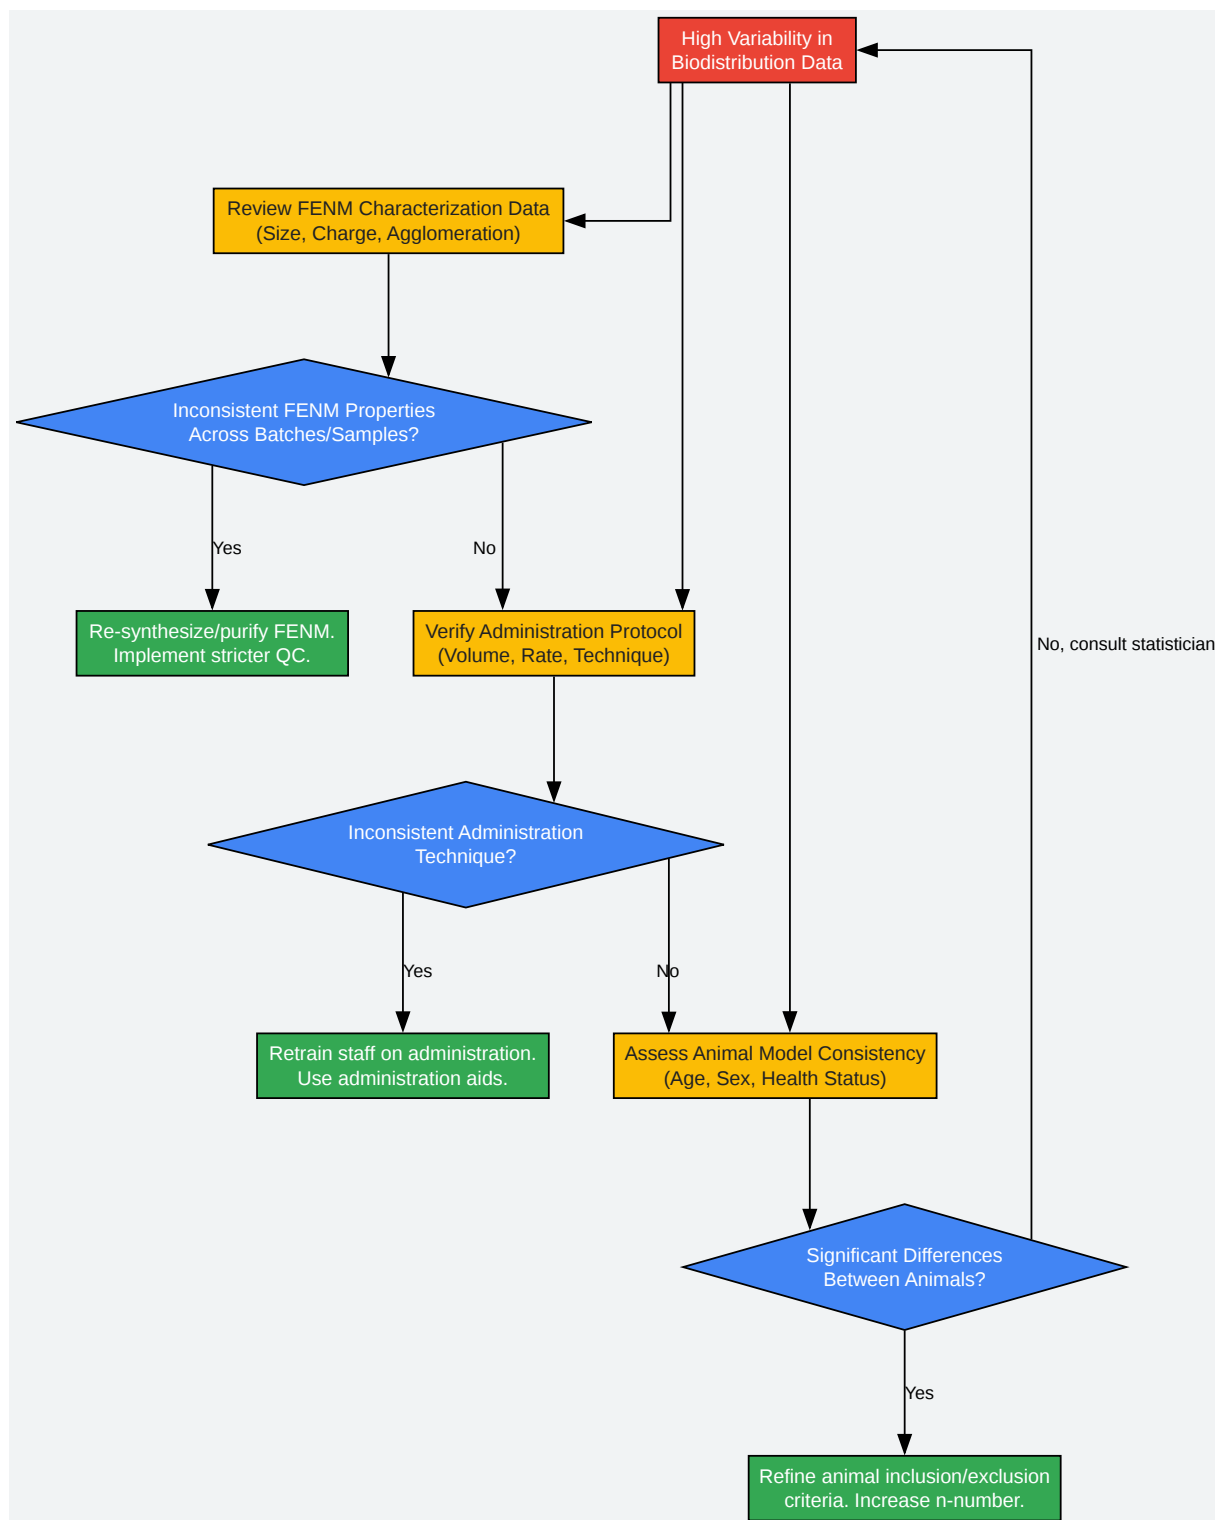 High Variability in
Biodistribution Data
Review FENM Characterization Data
(Size, Charge, Agglomeration)
Inconsistent FENM Properties
Across Batches/Samples?
Yes
No
Re-synthesize/purify FENM.
Implement stricter QC.
Verify Administration Protocol
(Volume, Rate, Technique)
No, consult statistician
Inconsistent Administration
Technique?
Yes
No
Retrain staff on administration.
Use administration aids.
Assess Animal Model Consistency
(Age, Sex, Health Status)
Significant Differences
Between Animals?
Yes
Refine animal inclusion/exclusion
criteria. Increase n-number.